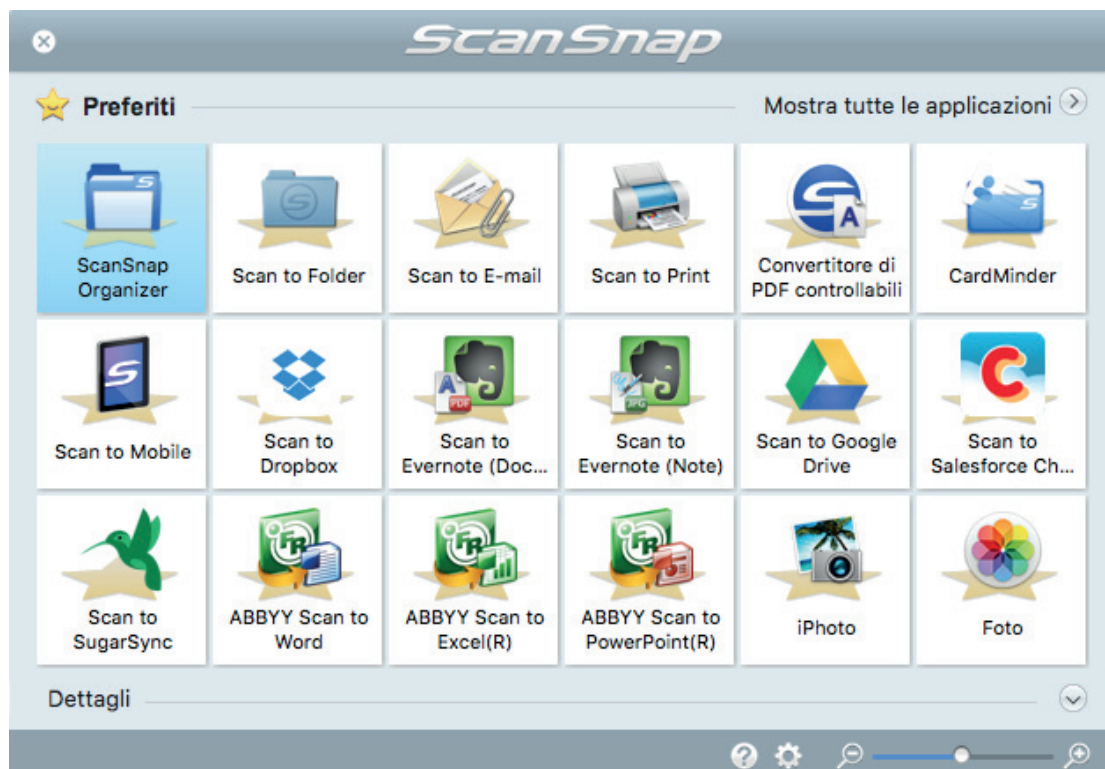 ScanSnap
Preferiti
Mostra tutte le applicazioni
ScanSnap
Organizer
Scan to Folder
Scan to E-mail
Scan to Print
Convertitore di
PDF controllabili
CardMinder
Scan to Mobile
Scan to
Dropbox
Scan to
Evernote (Doc...
Scan to
Evernote (Note)
Scan to Google
Drive
Scan to
Salesforce Ch...
Scan to
SugarSync
ABBYY Scan to
Word
ABBYY Scan to
Excel(R)
ABBYY Scan to
PowerPoint(R)
iPhoto
Foto
Dettagli